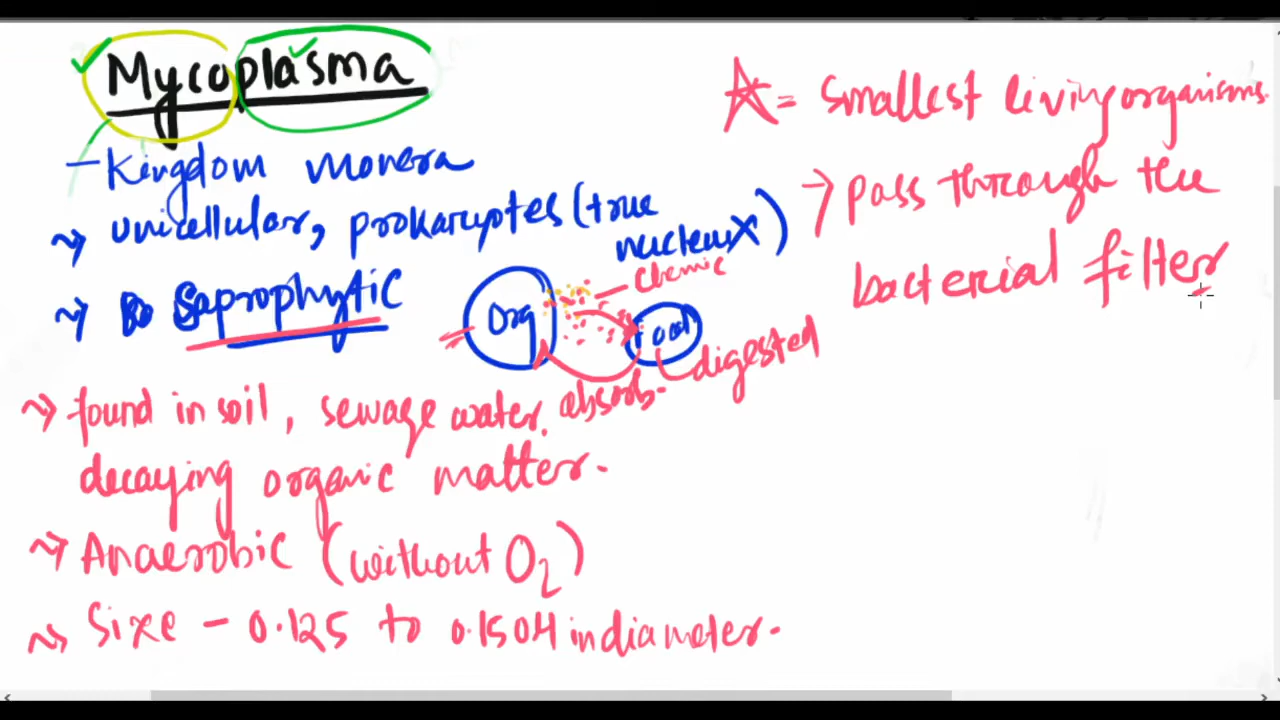 Mycoplasma
- Kingdom monera
→ unicellular, prokaryotes (true
nucleus X)
→ Saprophytic
Org
Food
chemic
digested
absorb-
→ found in soil, sewage water,
decaying organic matter.
→ Anaerobic (without O₂)
→ Size - 0.125 to 0.150μ in diameter.
☆ = smallest living organisms.
→ pass through the
bacterial filter